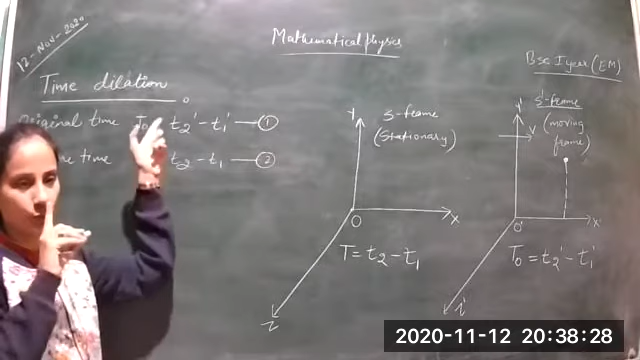 12-Nov-2020
Mathematical physics
Bsc I year (EM)
Time dilation
Original time T₀ t₂' - t₁' — ①
time t₂ - t₁ — ②
Y
S-frame
(Stationary)
O
X
Z
T = t₂ - t₁
Y'
S'-frame
(moving
frame)
V
O'
X'
Z'
T₀ = t₂' - t₁'
2020-11-12 20:38:28